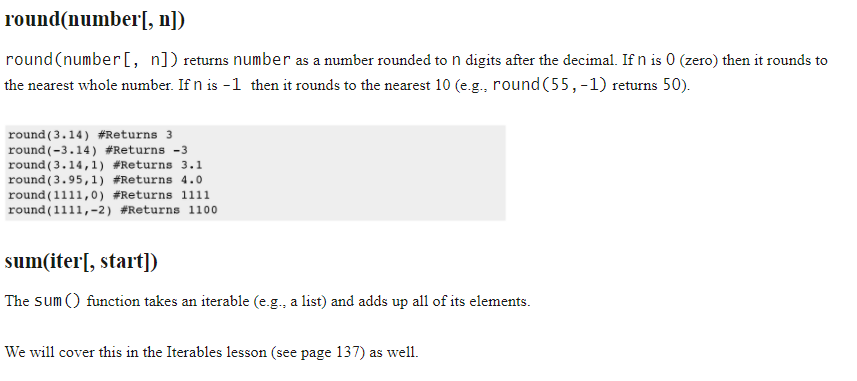 round(number[, n])
round(number[, n]) returns number as a number rounded to n digits after the decimal. If n is 0 (zero) then it rounds to
the nearest whole number. If n is -1 then it rounds to the nearest 10 (e.g., round(55,-1) returns 50).
round(3.14) #Returns 3
round(-3.14) #Returns -3
round(3.14,1) #Returns 3.1
round(3.95,1) #Returns 4.0
round(1111,0) #Returns 1111
round(1111,-2) #Returns 1100
sum(iter[, start])
The sum() function takes an iterable (e.g., a list) and adds up all of its elements.
We will cover this in the Iterables lesson (see page 137) as well.